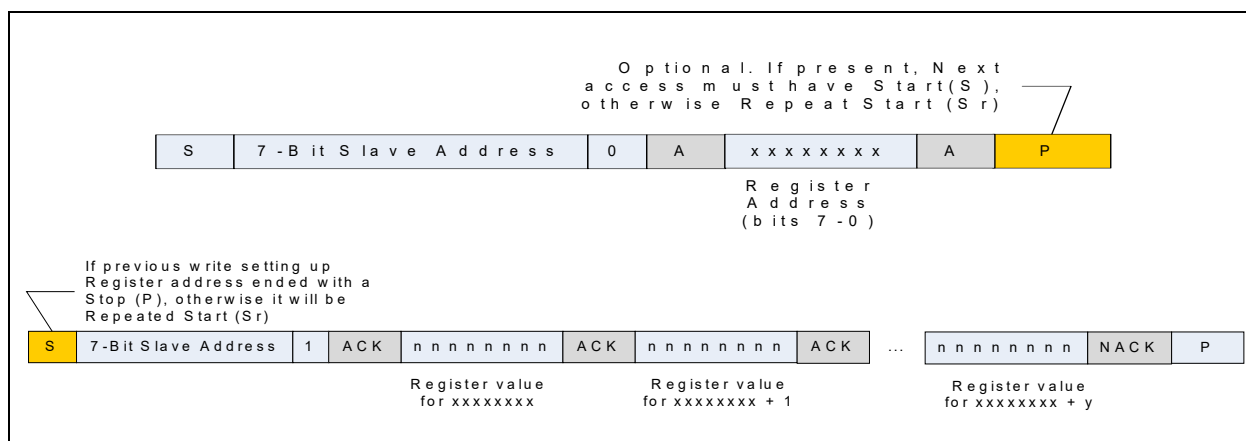 Optional. If present, Next
access must have Start(S),
otherwise Repeat Start (Sr)
S 7-Bit Slave Address 0 A xxxxxxxx A P
Register
Address
(bits 7-0)
If previous write setting up
Register address ended with a
Stop (P), otherwise it will be
Repeated Start (Sr)
S 7-Bit Slave Address 1 ACK nnnnnnnn ACK nnnnnnnn ACK ... nnnnnnnn NACK P
Register value
for xxxxxxxx
Register value
for xxxxxxxx + 1
Register value
for xxxxxxxx + y